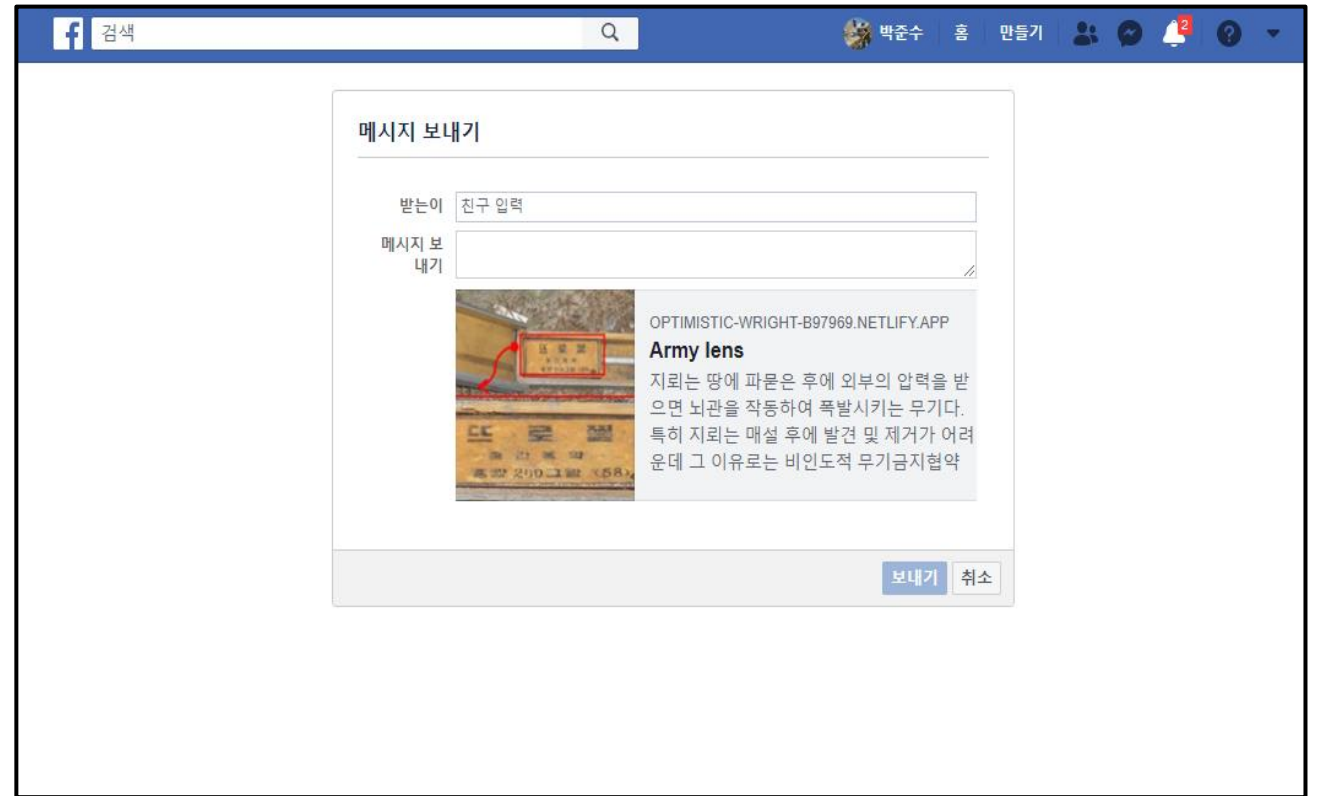 검색
박준수 홈 만들기
2
메시지 보내기
받는이 친구 입력
메시지 보
내기
OPTIMISTIC-WRIGHT-B97969.NETLIFY.APP
Army lens
지뢰는 땅에 파묻은 후에 외부의 압력을 받
으면 뇌관을 작동하여 폭발시키는 무기다.
특히 지뢰는 매설 후에 발견 및 제거가 어려
운데 그 이유로는 비인도적 무기금지협약
뜨로찔
보내기 취소